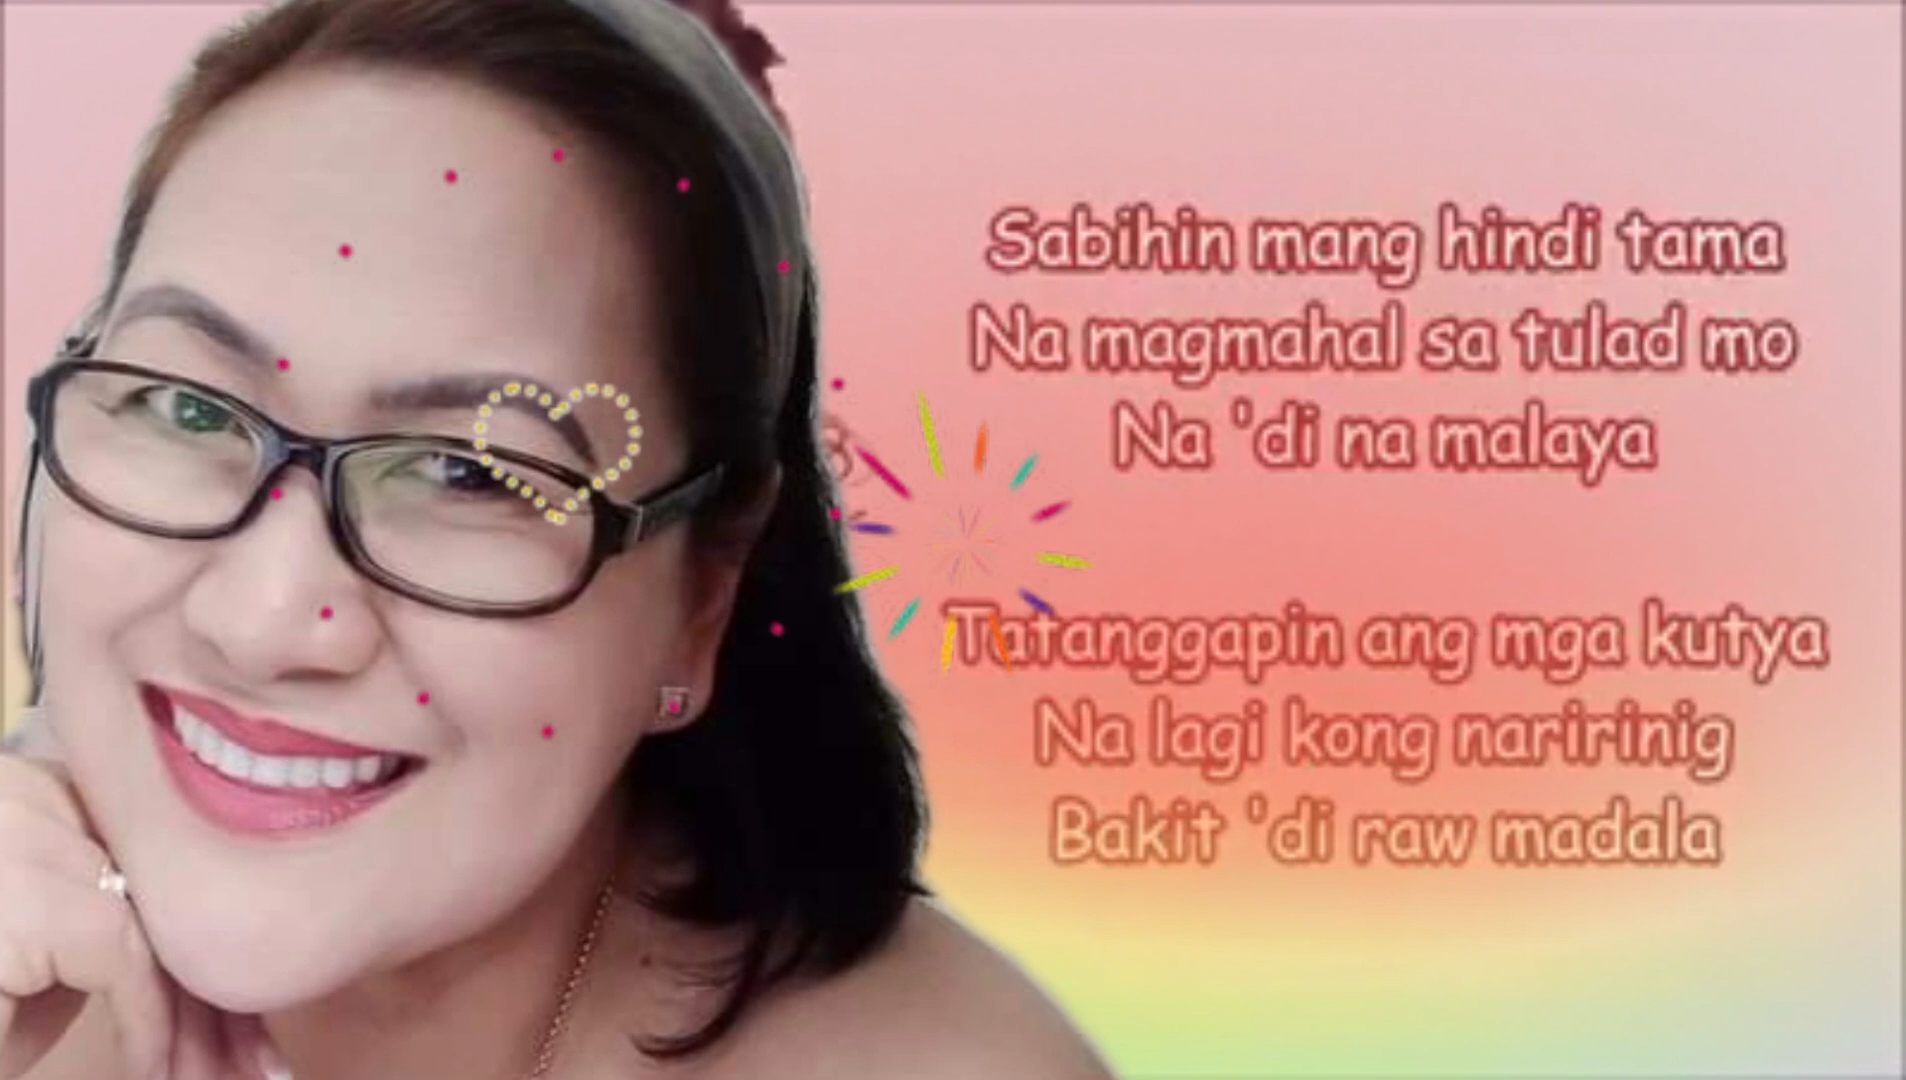 Sabihin mang hindi tama
Na magmahal sa tulad mo
Na 'di na malaya
Tatanggapin ang mga kutya
Na lagi kong naririnig
Bakit 'di raw madala